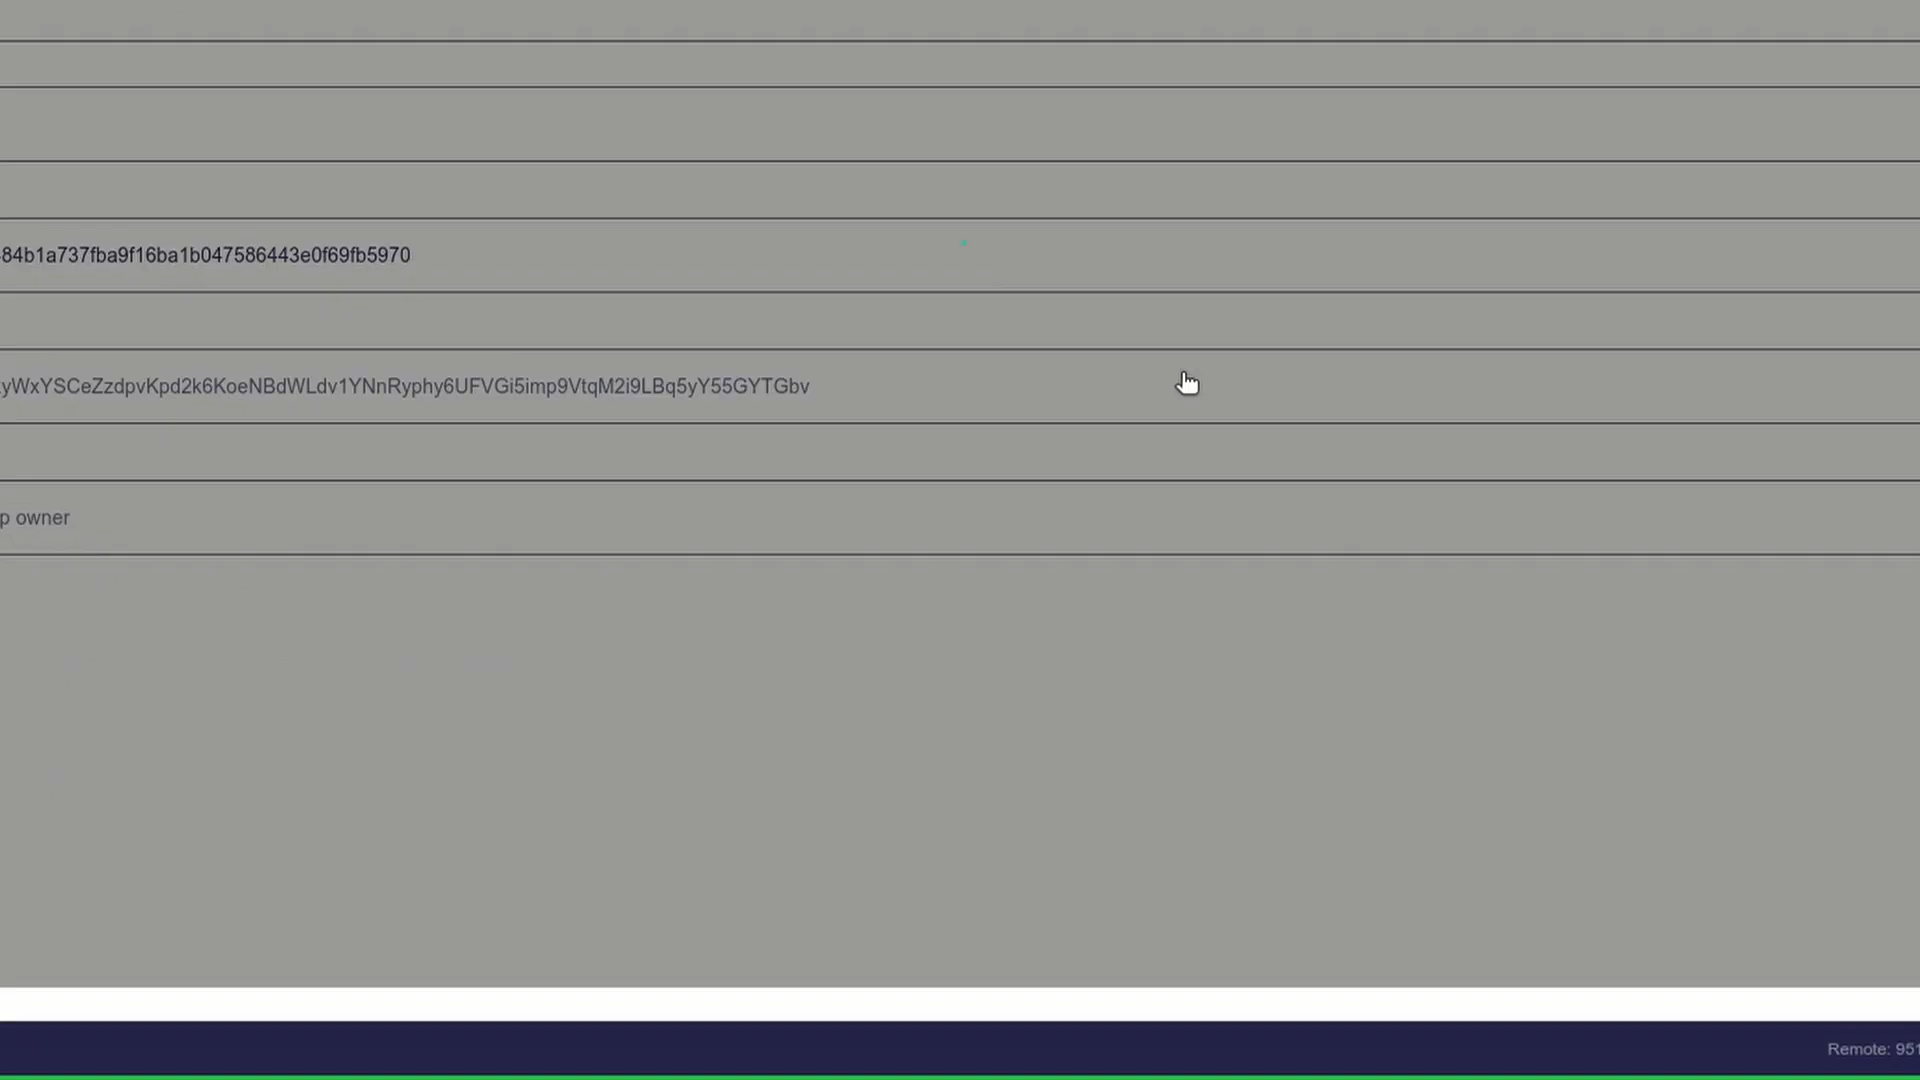 84b1a737fba9f16ba1b047586443e0f69fb5970
yWxYSCeZzdpvKpd2k6KoeNBdWLdv1YNnRyphy6UFVGi5imp9VtqM2i9LBq5yY55GYTGbv
p owner
Remote: 951